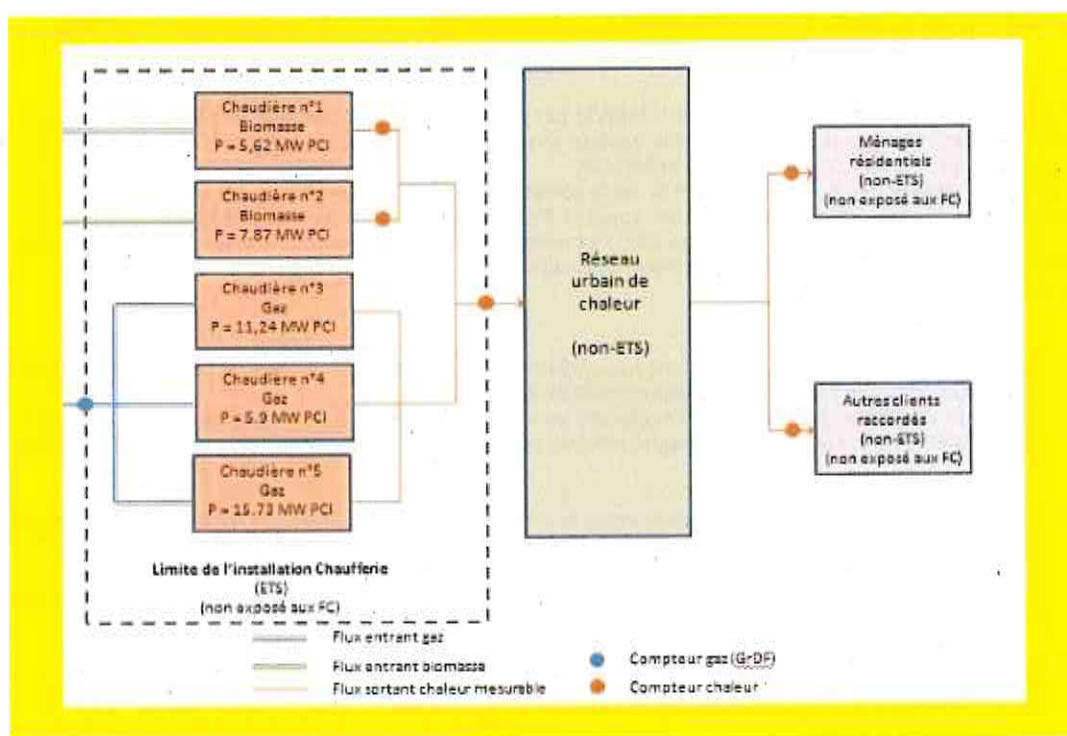 Chaudière n°1
Biomasse
P = 5,62 MW PCI
Chaudière n°2
Biomasse
P = 7.87 MW PCI
Chaudière n°3
Gaz
P = 11,24 MW PCI
Chaudière n°4
Gaz
P = 5.9 MW PCI
Chaudière n°5
Gaz
P = 15.73 MW PCI
Limite de l'installation Chaufferie
(ETS)
(non exposé aux FC)
Réseau
urbain de
chaleur
(non-ETS)
Ménages
résidentiels
(non-ETS)
(non exposé aux FC)
Autres clients
raccordés
(non-ETS)
(non exposé aux FC)
Flux entrant gaz
Flux entrant biomasse
Flux sortant chaleur mesurable
Compteur gaz (GrDF)
Compteur chaleur